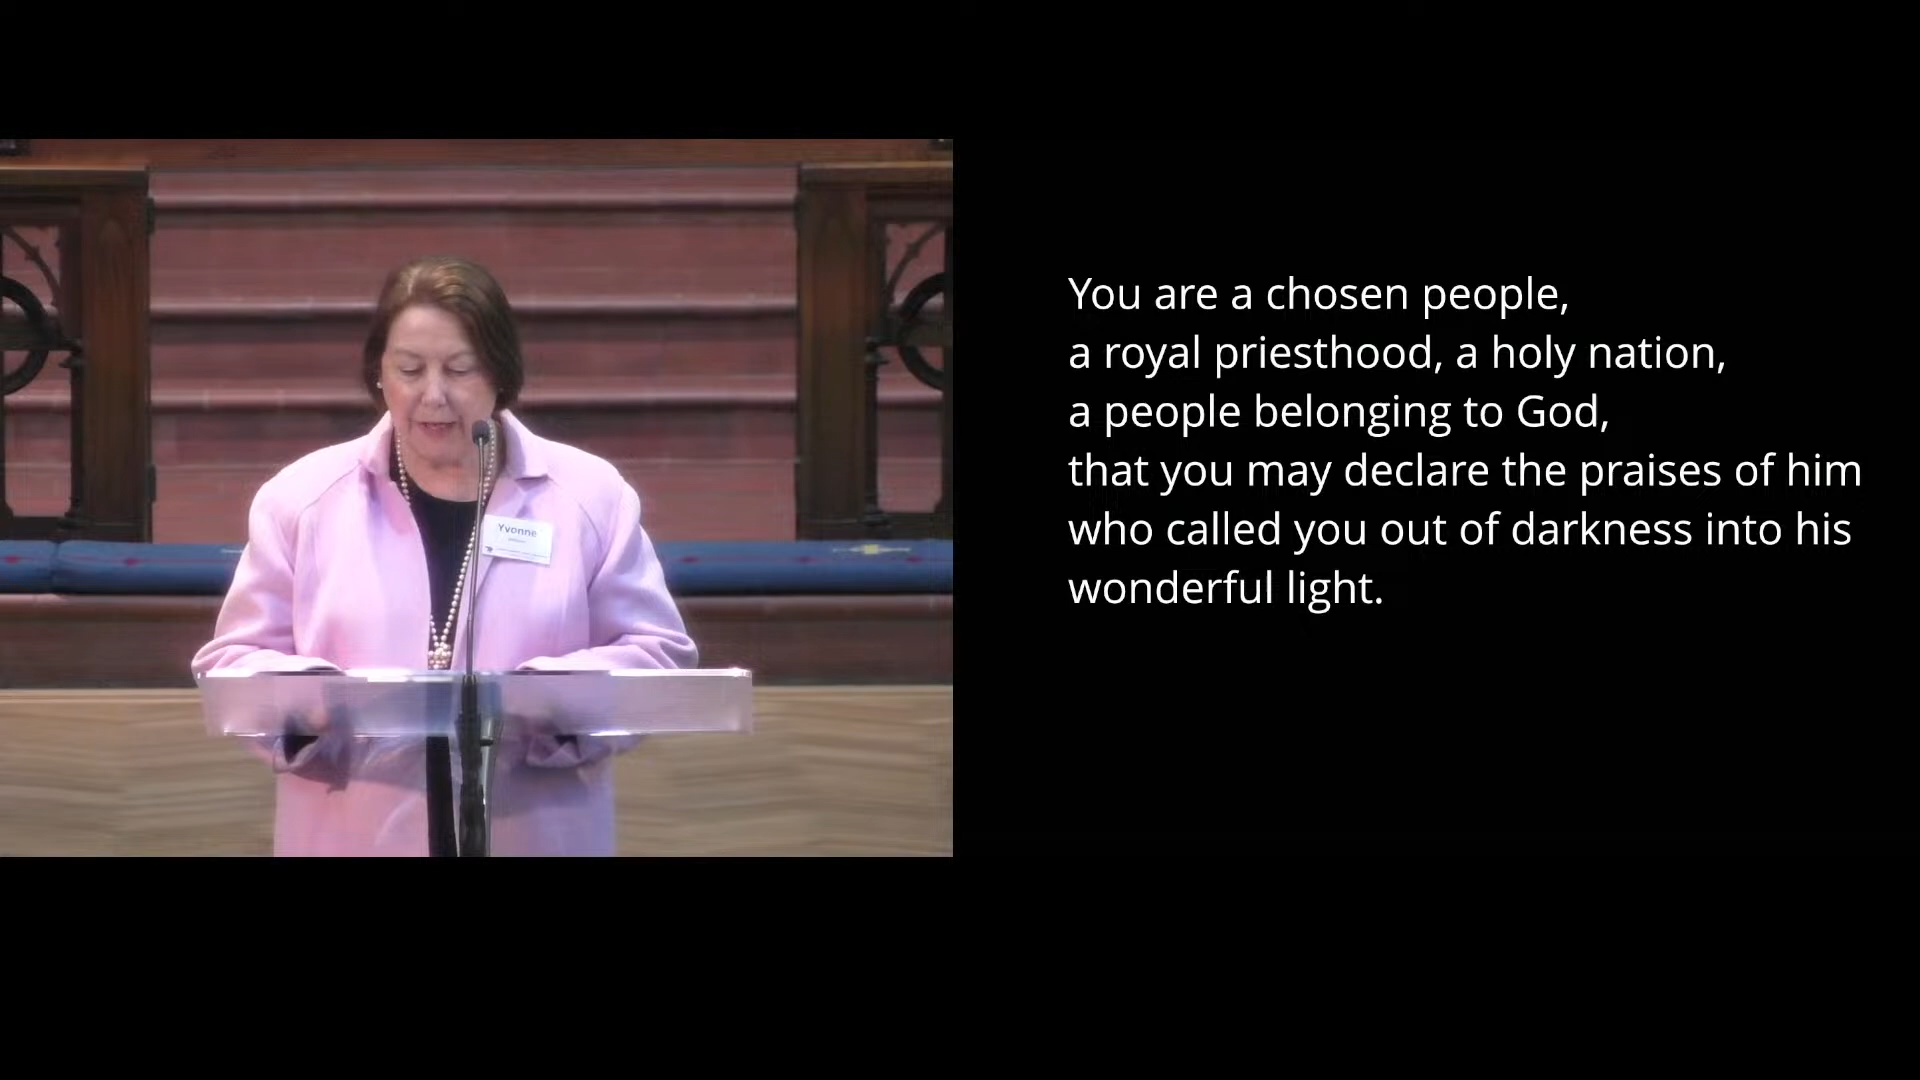 Yvonne
You are a chosen people,
a royal priesthood, a holy nation,
a people belonging to God,
that you may declare the praises of him
who called you out of darkness into his
wonderful light.